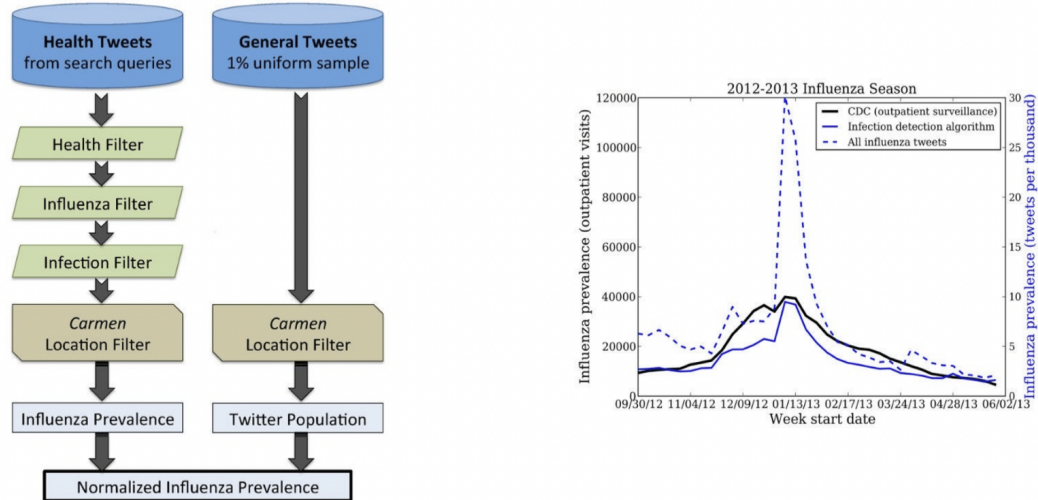 Health Tweets
from search queries
General Tweets
1% uniform sample
Health Filter
Influenza Filter
Infection Filter
Carmen
Location Filter
Carmen
Location Filter
Influenza Prevalence
Twitter Population
Normalized Influenza Prevalence
2012-2013 Influenza Season
CDC (outpatient surveillance)
Infection detection algorithm
All influenza tweets
Influenza prevalence (outpatient visits)
120000
100000
80000
60000
40000
20000
0
30
25
20
15
10
5
0
Influenza prevalence (tweets per thousand)
09/30/12 11/04/12 12/09/12 01/13/13 02/17/13 03/24/13 04/28/13 06/02/13
Week start date